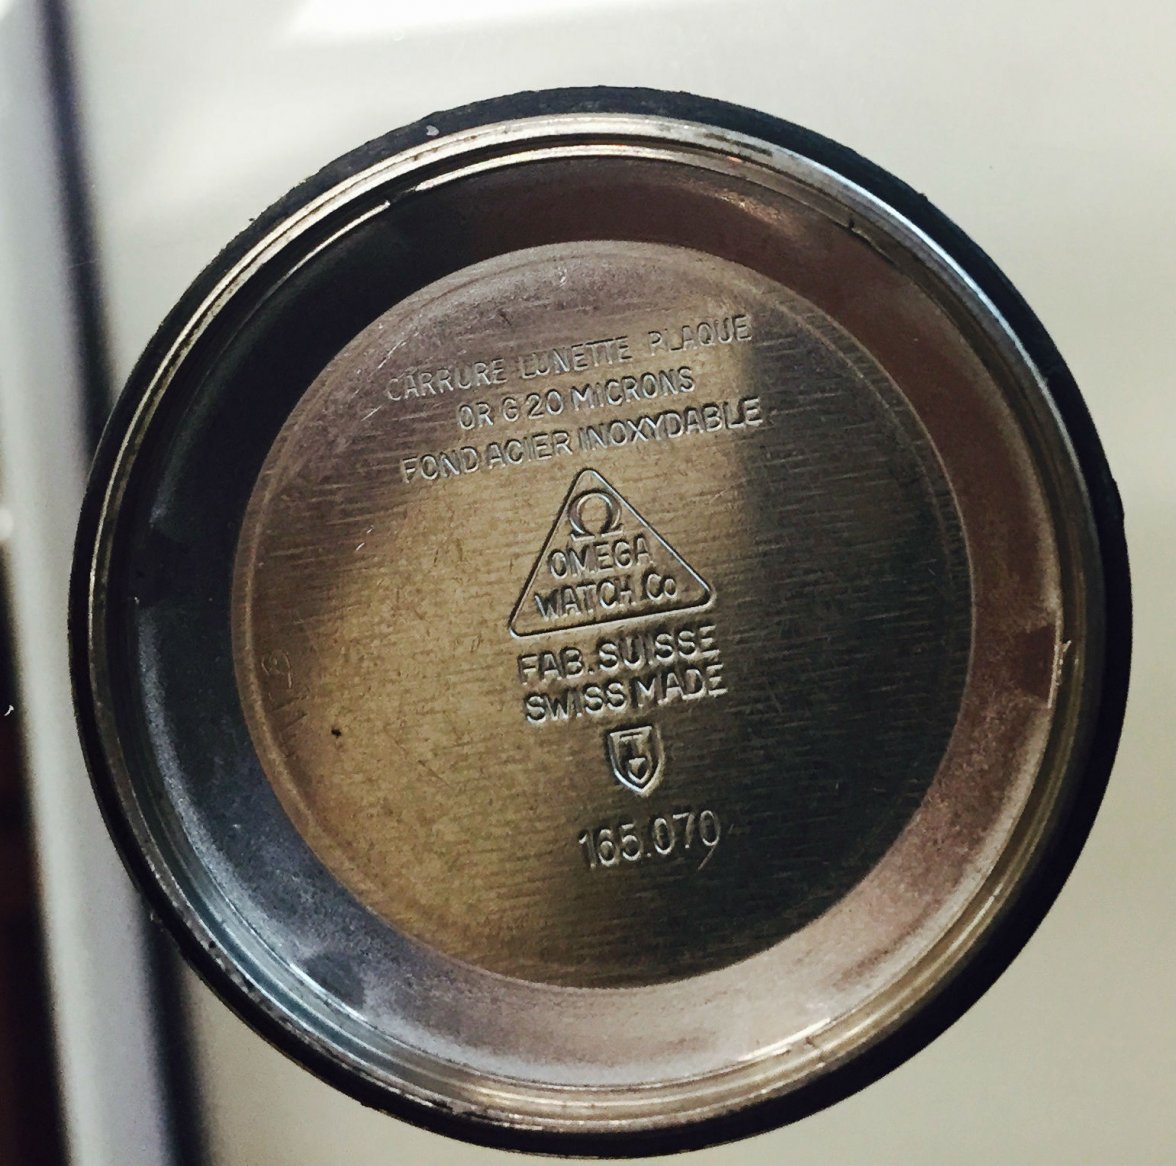 CARRURE LUNETTE PLAQUE
OR G 20 MICRONS
FOND ACIER INOXYDABLE
Ω
OMEGA
WATCH Co
FAB. SUISSE
SWISS MADE
165.070